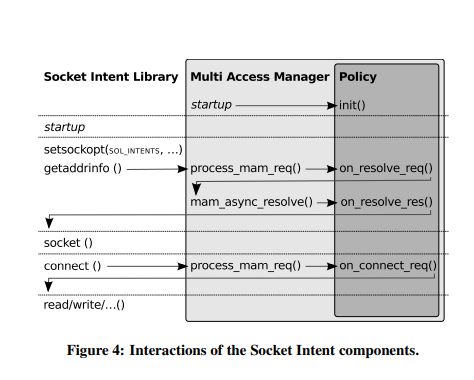 Socket Intent Library Multi Access Manager Policy
startup init()
startup
setsockopt(SOL_INTENTS, ...)
getaddrinfo () process_mam_req() on_resolve_req()
mam_async_resolve() on_resolve_res()
socket ()
connect () process_mam_req() on_connect_req()
read/write/...()
Figure 4: Interactions of the Socket Intent components.